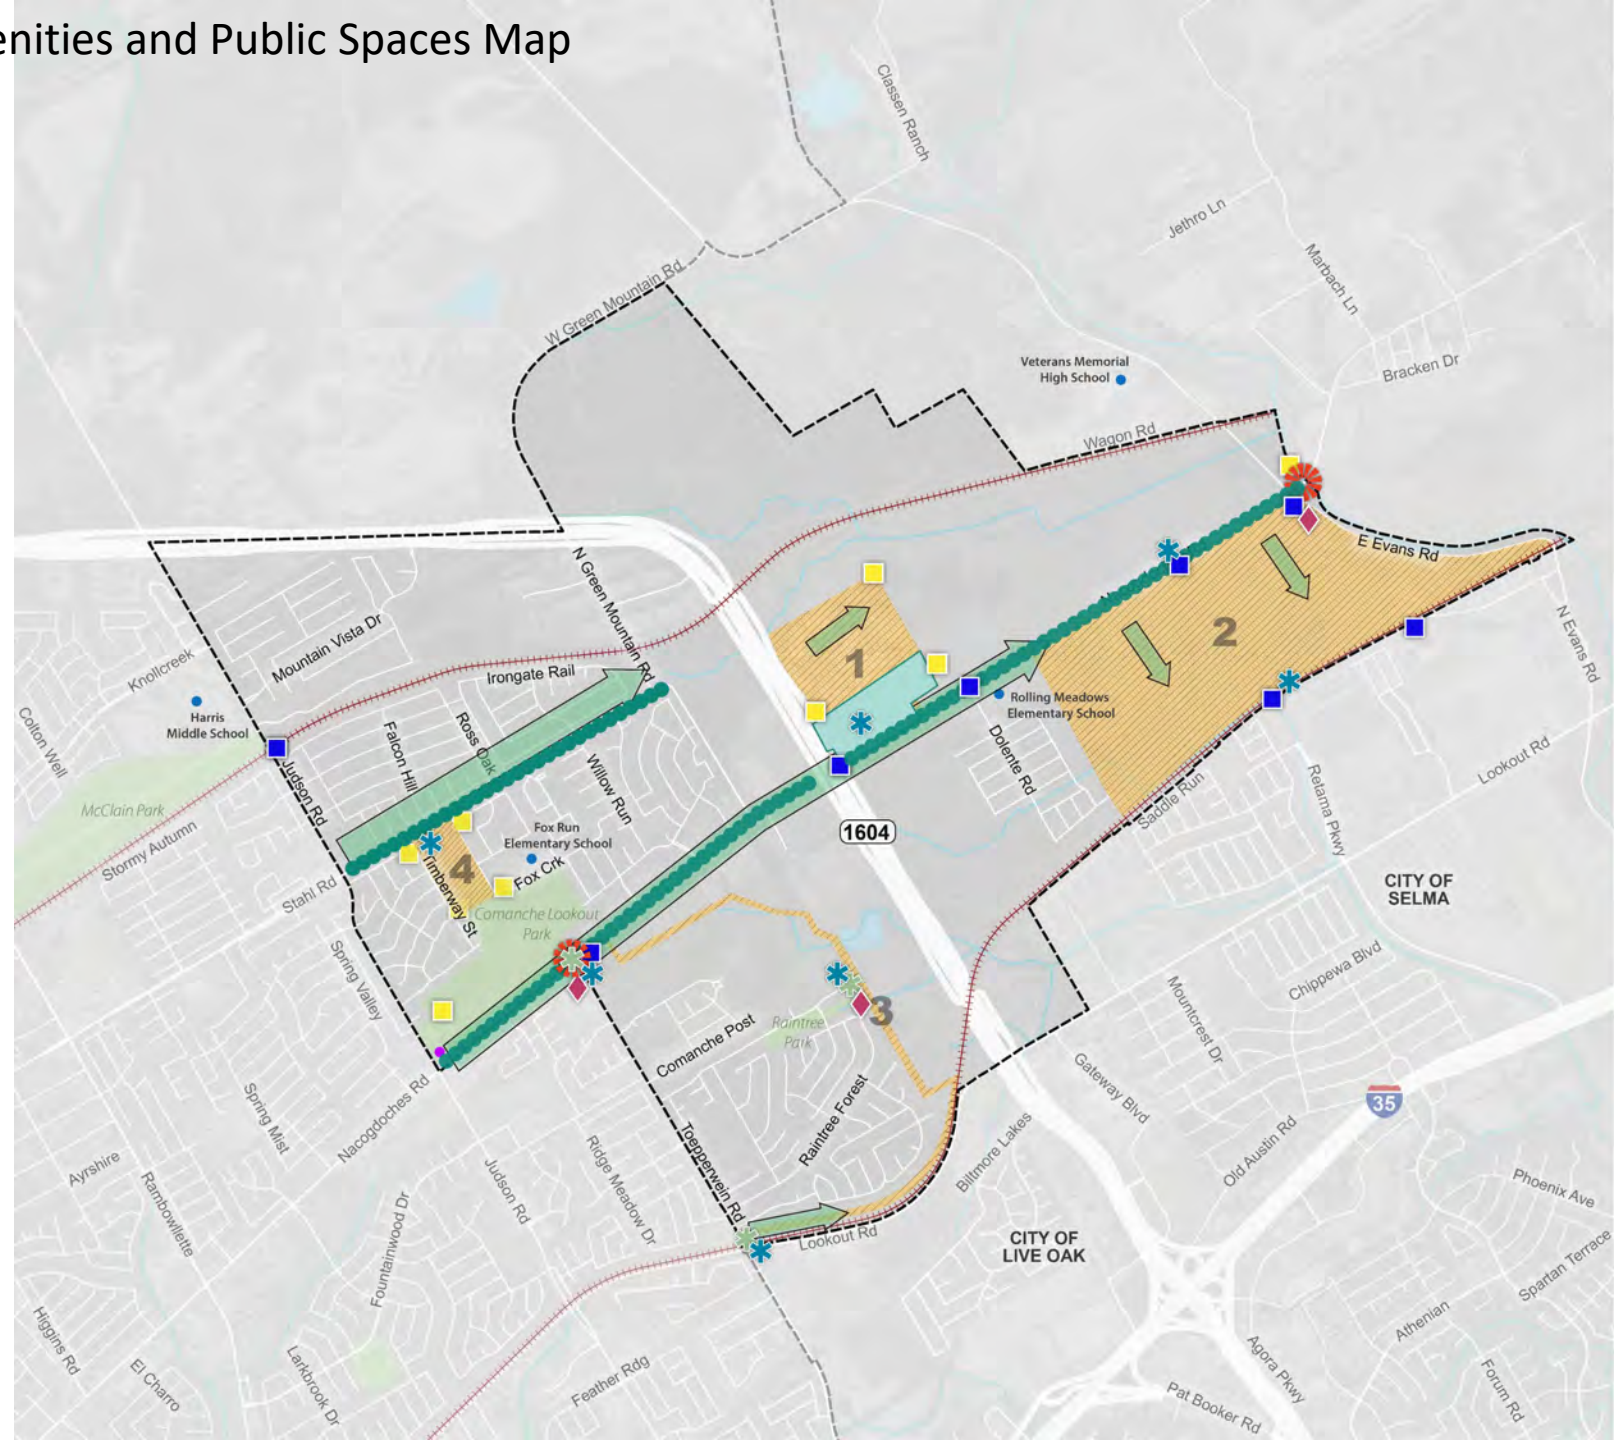 enities and Public Spaces Map
Classen Ranch
Jethro Ln
Marbach Ln
W Green Mountain Rd
Bracken Dr
Veterans Memorial
High School
Wagon Rd
E Evans Rd
N Evans Rd
N Green Mountain Rd
Mountain Vista Dr
Knollcreek
Irongate Rail
1
2
Harris
Middle School
Colton Well
Falcon Hill
Ross Oak
Willow Run
Rolling Meadows
Elementary School
Dolente Rd
Judson Rd
McClain Park
Stormy Autumn
Stahl Rd
Fox Run
Elementary School
Fox Crk
4
Timberway St
1604
Sadle Run
Retama Pkwy
Lookout Rd
CITY OF
SELMA
Comanche Lookout
Park
Spring Valley
3
Chippewa Blvd
Mountcrest Dr
Comanche Post
Raintree
Park
Raintree Forest
Gateway Blvd
35
Nacogdoches Rd
Spring Mist
Ayrshire
Rambowllette
Judson Rd
Ridge Meadow Dr
Toepperwein Rd
Biltmore Lakes
Old Austin Rd
Phoenix Ave
Spartan Terrace
Fountainwood Dr
Lookout Rd
CITY OF
LIVE OAK
Higgins Rd
El Charro
Larkbrook Dr
Feather Rdg
Athenian
Agora Pkwy
Pat Booker Rd
Forum Rd